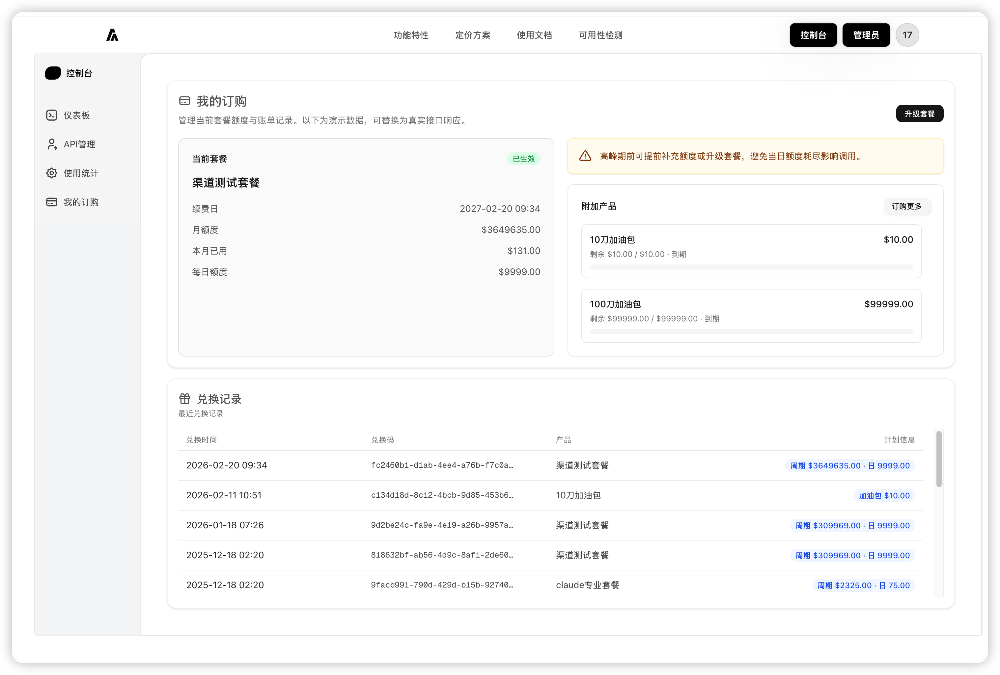 功能特性
定价方案
使用文档
可用性检测
控制台
管理员
17
控制台
仪表板
API管理
使用统计
我的订购
我的订购
管理当前套餐额度与账单记录。以下为演示数据，可替换为真实接口响应。
升级套餐
当前套餐
已生效
渠道测试套餐
续费日 2027-02-20 09:34
月额度 $3649635.00
本月已用 $131.00
每日额度 $9999.00
高峰期前可提前补充额度或升级套餐，避免当日额度耗尽影响调用。
附加产品
订购更多
10刀加油包 $10.00
剩余 $10.00 / $10.00 · 到期
100刀加油包 $99999.00
剩余 $99999.00 / $99999.00 · 到期
兑换记录
最近兑换记录
兑换时间 兑换码 产品 计划信息
2026-02-20 09:34 fc2460b1-d1ab-4ee4-a76b-f7c0a… 渠道测试套餐 周期 $3649635.00 · 日 9999.00
2026-02-11 10:51 c134d18d-8c12-4bcb-9d85-453b6… 10刀加油包 加油包 $10.00
2026-01-18 07:26 9d2be24c-fa9e-4e19-a26b-9957a… 渠道测试套餐 周期 $309969.00 · 日 9999.00
2025-12-18 02:20 818632bf-ab56-4d9c-8af1-2de60… 渠道测试套餐 周期 $309969.00 · 日 9999.00
2025-12-18 02:20 9facb991-790d-429d-b15b-92740… claude专业套餐 周期 $2325.00 · 日 75.00